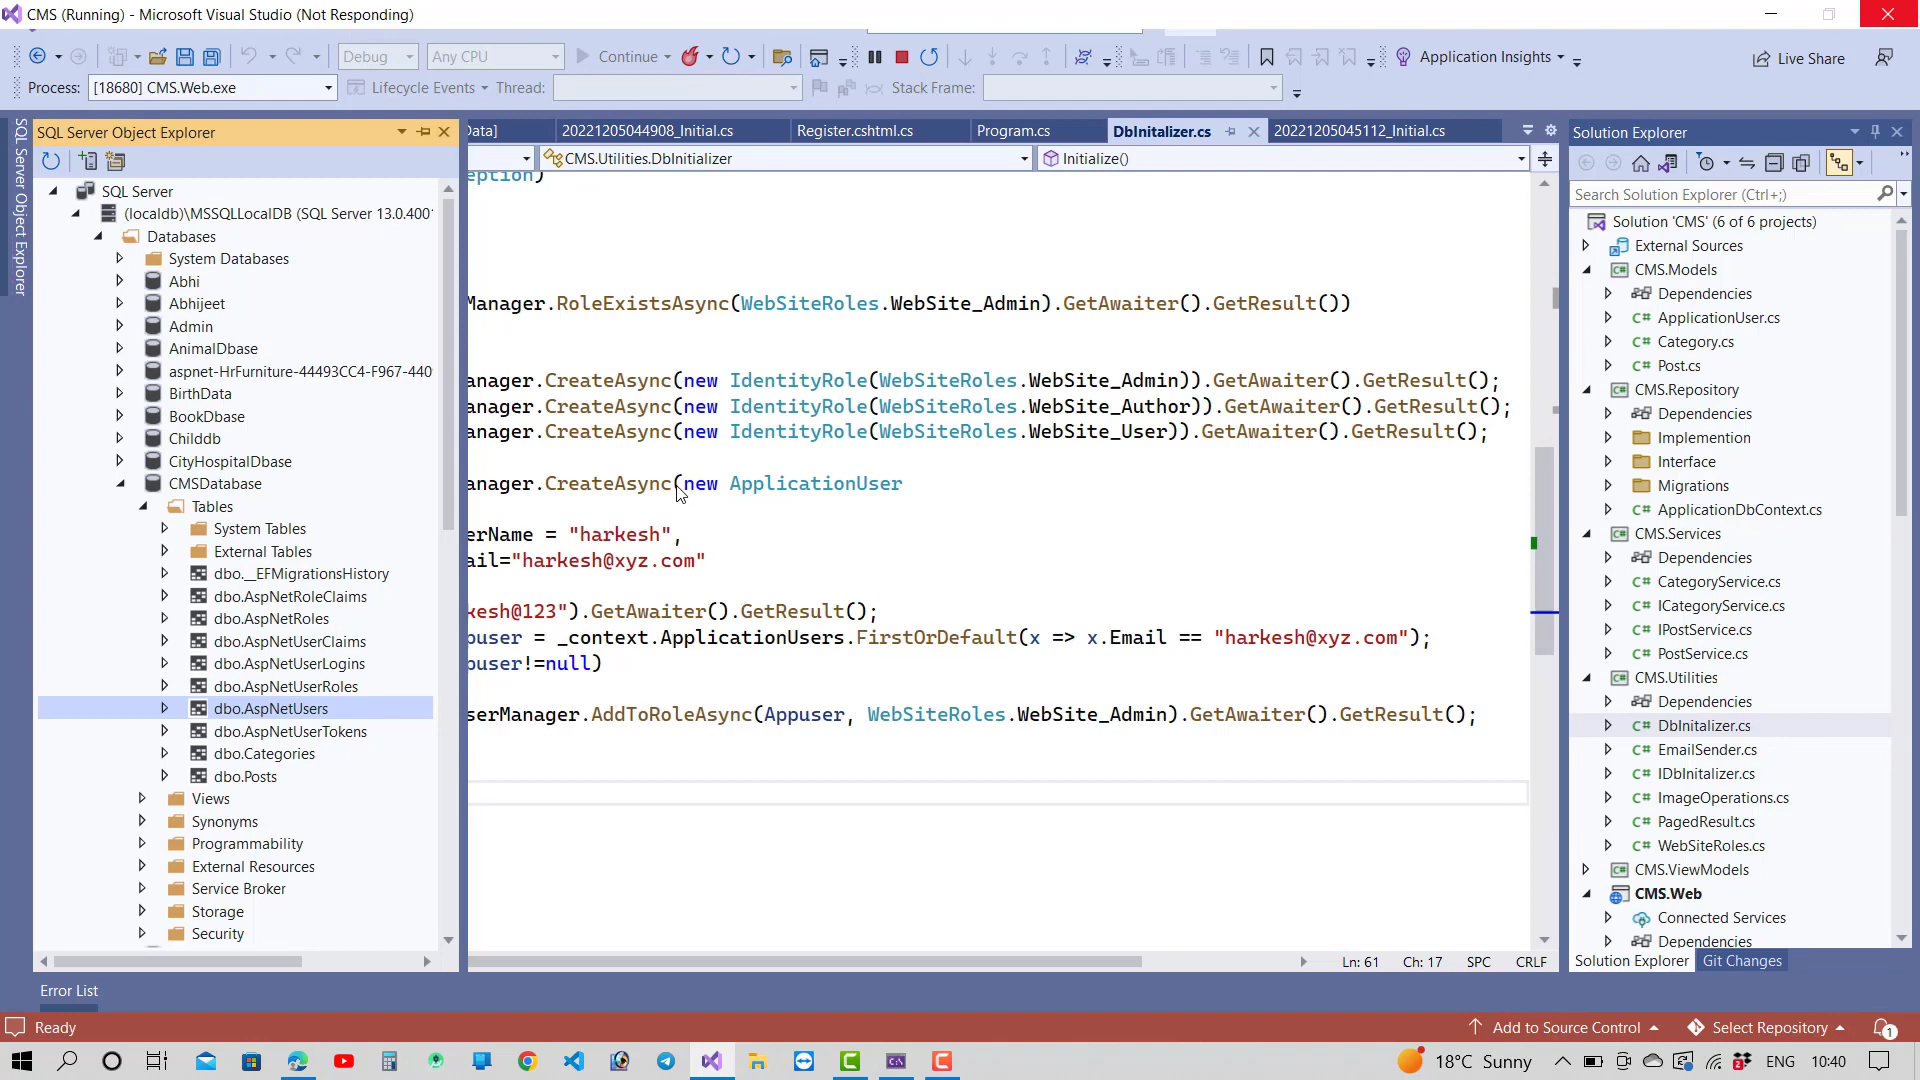 CMS (Running) - Microsoft Visual Studio (Not Responding)
Debug
Any CPU
Continue
Application Insights
Live Share
Process:
[18680] CMS.Web.exe
Lifecycle Events
Thread:
Stack Frame:
SQL Server Object Explorer
SQL Server Object Explorer
SQL Server
(localdb)\MSSQLLocalDB (SQL Server 13.0.4001
Databases
System Databases
Abhi
Abhijeet
Admin
AnimalDbase
aspnet-HrFurniture-44493CC4-F967-440
BirthData
BookDbase
Childdb
CityHospitalDbase
CMSDatabase
Tables
System Tables
External Tables
dbo.__EFMigrationsHistory
dbo.AspNetRoleClaims
dbo.AspNetRoles
dbo.AspNetUserClaims
dbo.AspNetUserLogins
dbo.AspNetUserRoles
dbo.AspNetUsers
dbo.AspNetUserTokens
dbo.Categories
dbo.Posts
Views
Synonyms
Programmability
External Resources
Service Broker
Storage
Security
Data]
20221205044908_Initial.cs
Register.cshtml.cs
Program.cs
DbInitalizer.cs
20221205045112_Initial.cs
CMS.Utilities.DbInitializer
Initialize()
eption)
Manager.RoleExistsAsync(WebSiteRoles.WebSite_Admin).GetAwaiter().GetResult())
anager.CreateAsync(new IdentityRole(WebSiteRoles.WebSite_Admin)).GetAwaiter().GetResult();
anager.CreateAsync(new IdentityRole(WebSiteRoles.WebSite_Author)).GetAwaiter().GetResult();
anager.CreateAsync(new IdentityRole(WebSiteRoles.WebSite_User)).GetAwaiter().GetResult();
anager.CreateAsync(new ApplicationUser
erName = "harkesh",
ail="harkesh@xyz.com"
kesh@123").GetAwaiter().GetResult();
puser = _context.ApplicationUsers.FirstOrDefault(x => x.Email == "harkesh@xyz.com");
puser!=null)
serManager.AddToRoleAsync(Appuser, WebSiteRoles.WebSite_Admin).GetAwaiter().GetResult();
Ln: 61
Ch: 17
SPC
CRLF
Solution Explorer
Search Solution Explorer (Ctrl+;)
Solution 'CMS' (6 of 6 projects)
External Sources
CMS.Models
Dependencies
C# ApplicationUser.cs
C# Category.cs
C# Post.cs
CMS.Repository
Dependencies
Implemention
Interface
Migrations
C# ApplicationDbContext.cs
CMS.Services
Dependencies
C# CategoryService.cs
C# ICategoryService.cs
C# IPostService.cs
C# PostService.cs
CMS.Utilities
Dependencies
C# DbInitalizer.cs
C# EmailSender.cs
C# IDbInitalizer.cs
C# ImageOperations.cs
C# PagedResult.cs
C# WebSiteRoles.cs
CMS.ViewModels
CMS.Web
Connected Services
Dependencies
Solution Explorer
Git Changes
Error List
Ready
Add to Source Control
Select Repository
1
18°C Sunny
ENG
10:40